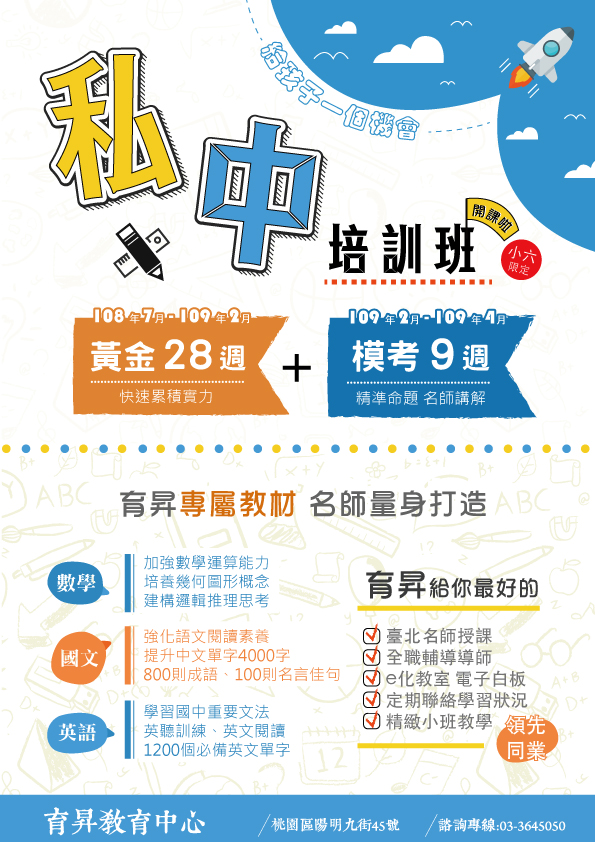 給孩子一個機會
私中
培訓班
開課啦
小六
限定
108年7月-109年2月
黃金28週
快速累積實力
+
109年2月-109年4月
模考9週
精準命題 名師講解
育昇專屬教材 名師量身打造
數學
加強數學運算能力
培養幾何圖形概念
建構邏輯推理思考
國文
強化語文閱讀素養
提升中文單字4000字
800則成語、100則名言佳句
英語
學習國中重要文法
英聽訓練、英文閱讀
1200個必備英文單字
育昇給你最好的
臺北名師授課
全職輔導導師
e化教室 電子白板
定期聯絡學習狀況
精緻小班教學
領先
同業
育昇教育中心
/桃園區陽明九街45號
/諮詢專線:03-3645050